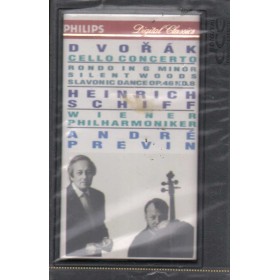 PHILIPS Digital Classics
DVOŘÁK
CELLO CONCERTO
RONDO IN G MINOR
SILENT WOODS
SLAVONIC DANCE OP.46 NO.8
HEINRICH
SCHIFF
WIENER
PHILHARMONIKER
ANDRÉ
PREVIN